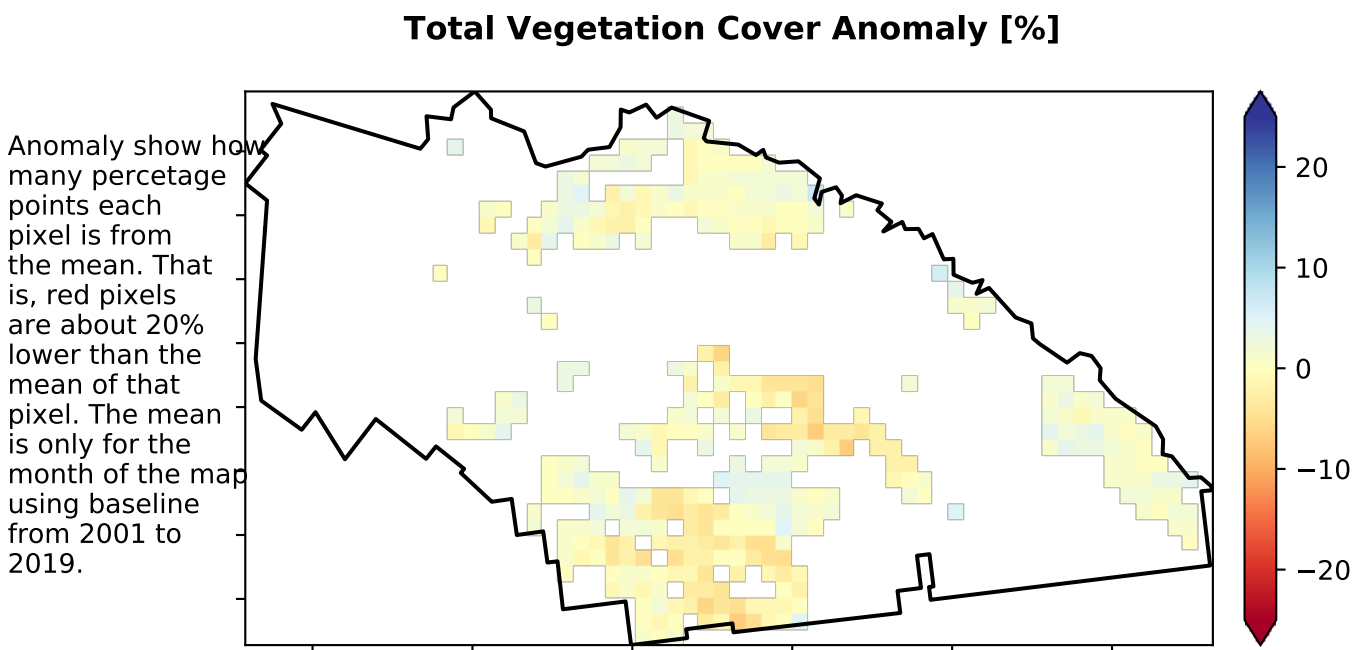 Total Vegetation Cover Anomaly [%]
Anomaly show how
many percetage
points each
pixel is from
the mean. That
is, red pixels
are about 20%
lower than the
mean of that
pixel. The mean
is only for the
month of the map
using baseline
from 2001 to
2019.
20
10
0
−10
−20